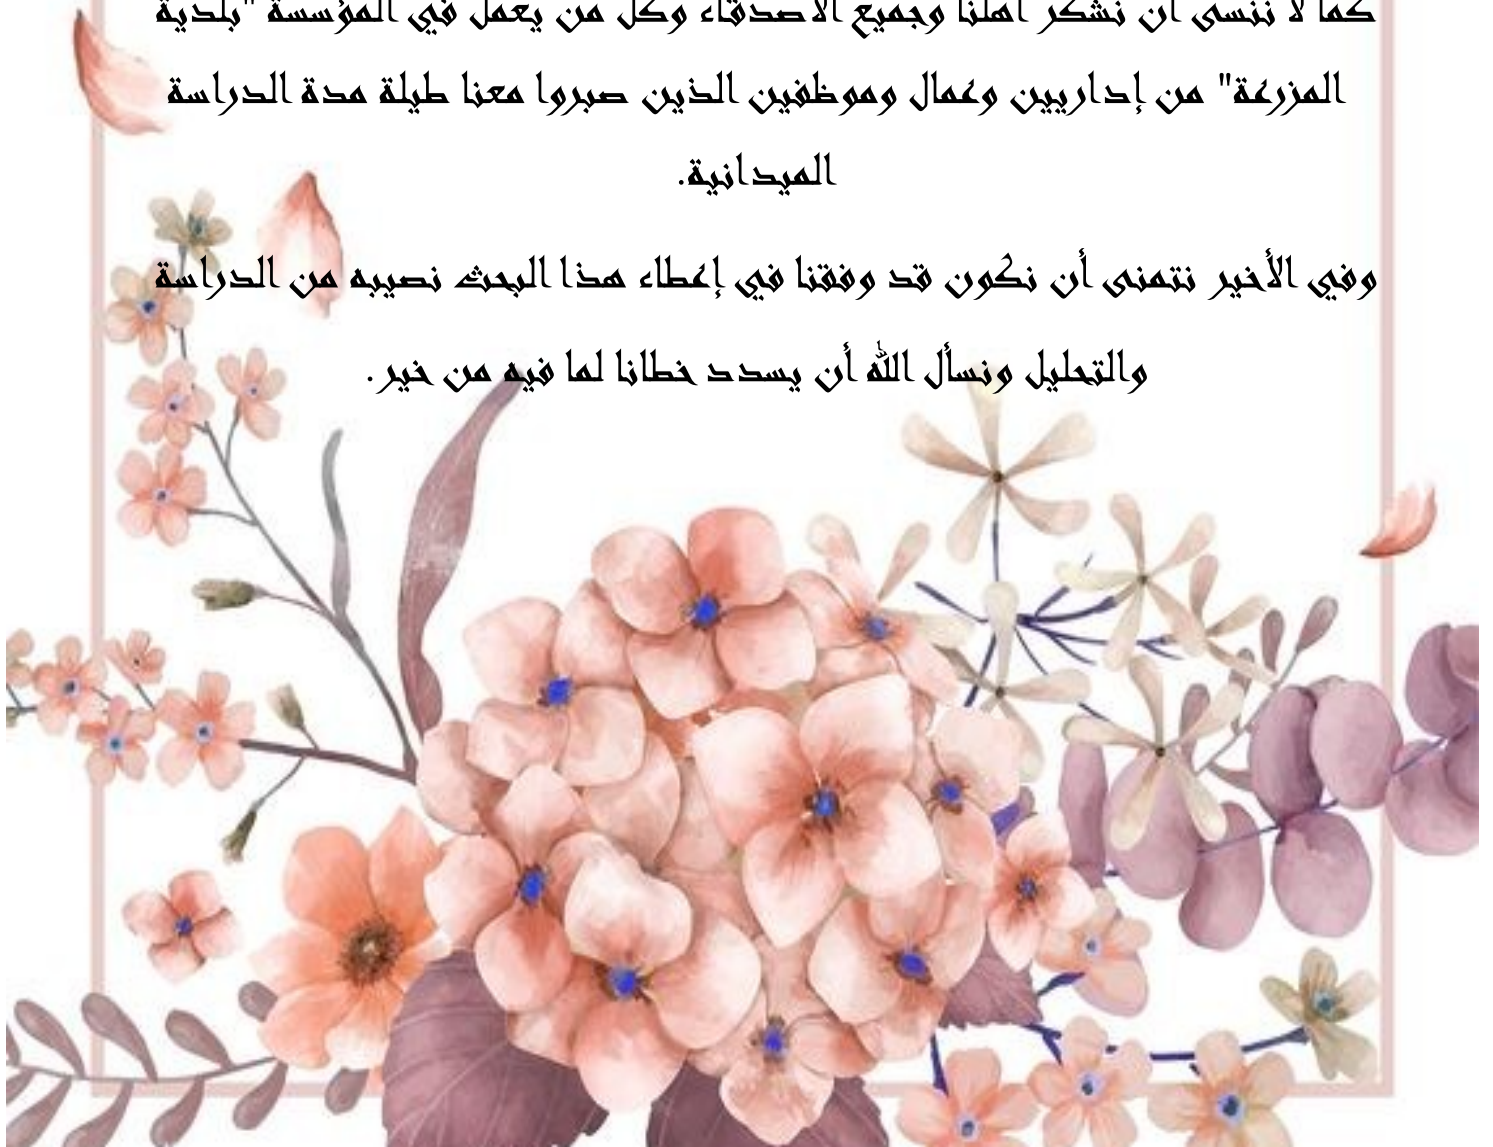 كما لا ننسى أن نشكر أهلنا وجميع الأصدقاء وكل من يعمل في المؤسسة "بلدية
المزرعة" من إداريين وعمال وموظفين الذين صبروا معنا طيلة مدة الدراسة
الميدانية.
وفي الأخير نتمنى أن نكون قد وفقنا في إعطاء هذا البحث نصيبه من الدراسة
والتحليل ونسأل الله أن يسدد خطانا لما فيه من خير.